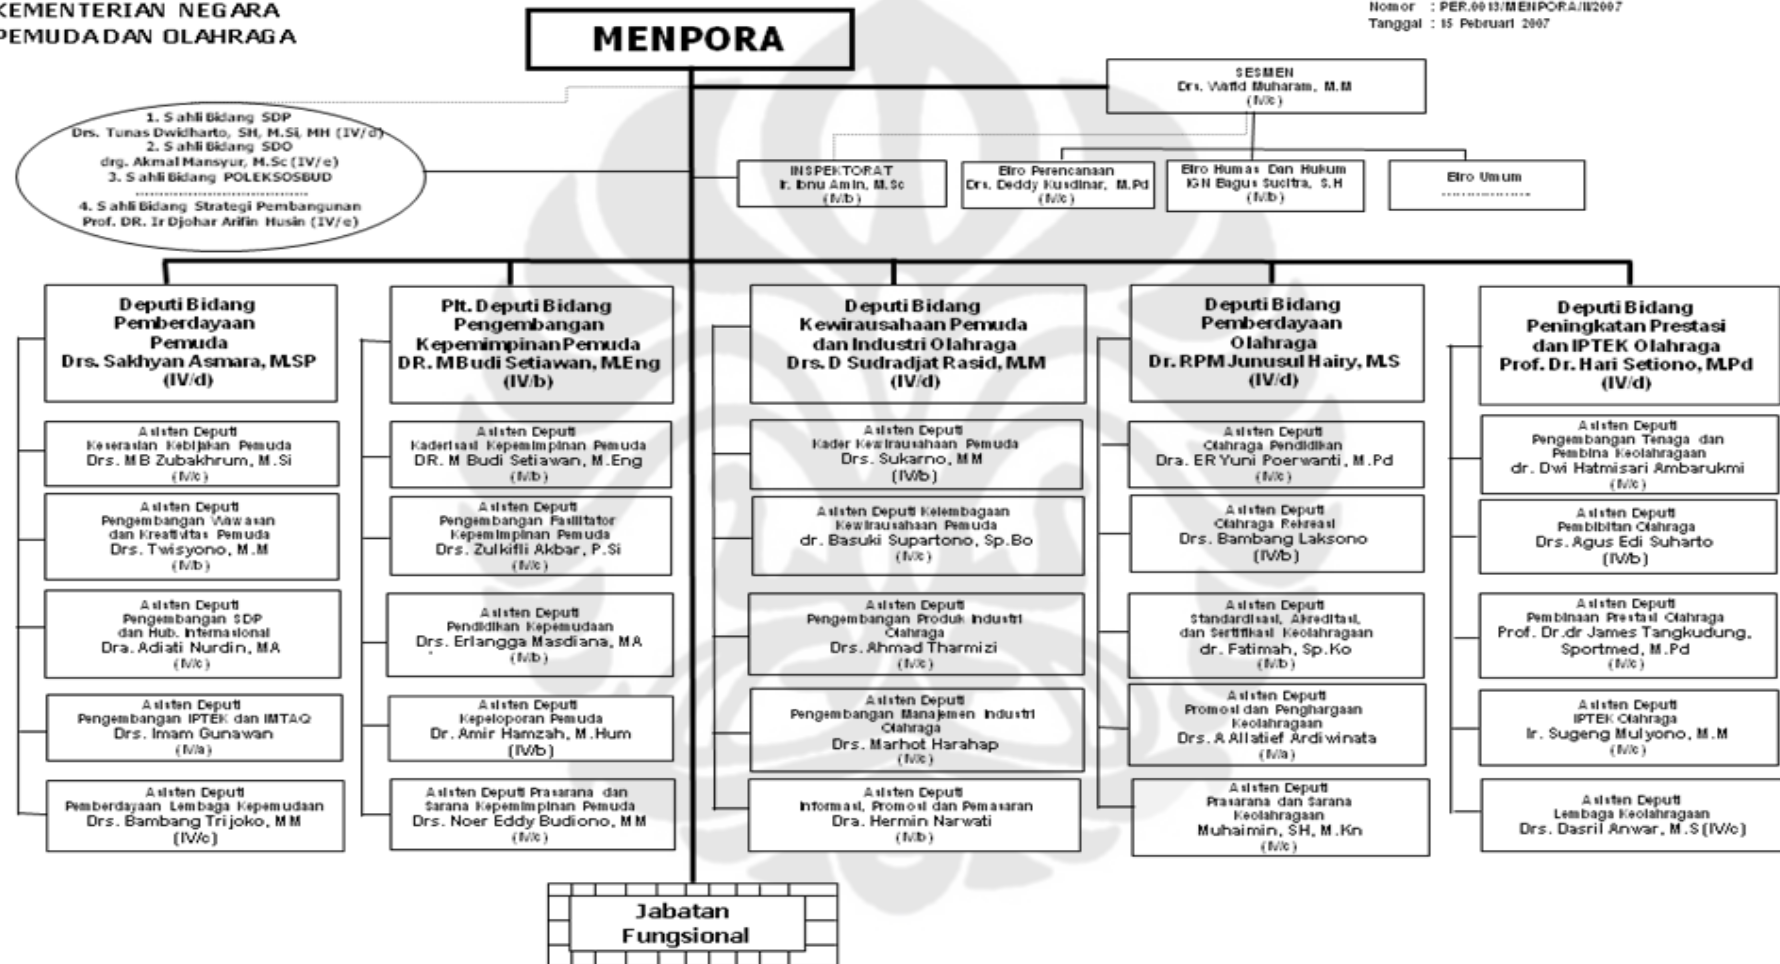 KEMENTERIAN NEGARA
PEMUDA DAN OLAHRAGA
MENPORA
Nomor : PER.0013/MENPORA/II/2007
Tanggal : 15 Pebruari 2007
SESMEN
Drs. Wafid Muharam, M.M
(IV/c)
1. Sahli Bidang SDP
Drs. Tunas Dwidharto, SH, M.Si, MH (IV/d)
2. Sahli Bidang SDO
drg. Akmal Mansyur, M.Sc (IV/e)
3. Sahli Bidang POLEKSOSBUD
....................................
4. Sahli Bidang Strategi Pembangunan
Prof. DR. Ir Djohar Arifin Husin (IV/e)
INSPEKTORAT
Ir. Ibnu Amin, M.Sc
(IV/b)
Biro Perencanaan
Drs. Deddy Kusdinar, M.Pd
(IV/c)
Biro Humas Dan Hukum
IGN Bagus Sucitra, S.H
(IV/b)
Biro Umum
..................
Deputi Bidang
Pemberdayaan
Pemuda
Drs. Sakhyan Asmara, M.SP
(IV/d)
Asisten Deputi
Keserasian Kebijakan Pemuda
Drs. MB Zubakhrum, M.Si
(IV/c)
Asisten Deputi
Pengembangan Wawasan
dan Kreativitas Pemuda
Drs. Twisyono, M.M
(IV/b)
Asisten Deputi
Pengembangan SDP
dan Hub. Internasional
Dra. Adiati Nurdin, MA
(IV/c)
Asisten Deputi
Pengembangan IPTEK dan IMTAQ
Drs. Imam Gunawan
(IV/a)
Asisten Deputi
Pemberdayaan Lembaga Kepemudaan
Drs. Bambang Trijoko, MM
(IV/c)
Plt. Deputi Bidang
Pengembangan
Kepemimpinan Pemuda
DR. M Budi Setiawan, M.Eng
(IV/b)
Asisten Deputi
Kaderisasi Kepemimpinan Pemuda
DR. M Budi Setiawan, M.Eng
(IV/b)
Asisten Deputi
Pengembangan Fasilitator
Kepemimpinan Pemuda
Drs. Zulkifli Akbar, P.Si
(IV/c)
Asisten Deputi
Pendidikan Kepemudaan
Drs. Erlangga Masdiana, MA
(IV/b)
Asisten Deputi
Kepeloporan Pemuda
Dr. Amir Hamzah, M.Hum
(IV/b)
Asisten Deputi Prasarana dan
Sarana Kepemimpinan Pemuda
Drs. Noer Eddy Budiono, MM
(IV/c)
Deputi Bidang
Kewirausahaan Pemuda
dan Industri Olahraga
Drs. D Sudradjat Rasid, M.M
(IV/d)
Asisten Deputi
Kader Kewirausahaan Pemuda
Drs. Sukarno, MM
(IV/b)
Asisten Deputi Kelembagaan
Kewirausahaan Pemuda
dr. Basuki Supartono, Sp.Bo
(IV/c)
Asisten Deputi
Pengembangan Produk Industri
Olahraga
Drs. Ahmad Tharmizi
(IV/c)
Asisten Deputi
Pengembangan Manajemen Industri
Olahraga
Drs. Marhot Harahap
(IV/c)
Asisten Deputi
Informasi, Promosi dan Pemasaran
Dra. Hermin Narwati
(IV/b)
Deputi Bidang
Pemberdayaan
Olahraga
Dr. RPM Junusul Hairy, M.S
(IV/d)
Asisten Deputi
Olahraga Pendidikan
Dra. ER Yuni Poerwanti, M.Pd
(IV/c)
Asisten Deputi
Olahraga Rekreasi
Drs. Bambang Laksono
(IV/b)
Asisten Deputi
Standardisasi, Akreditasi,
dan Sertifikasi Keolahragaan
dr. Fatimah, Sp.Ko
(IV/b)
Asisten Deputi
Promosi dan Penghargaan
Keolahragaan
Drs. A Allatief Ardiwinata
(IV/a)
Asisten Deputi
Prasarana dan Sarana
Keolahragaan
Muhaimin, SH, M.Kn
(IV/c)
Deputi Bidang
Peningkatan Prestasi
dan IPTEK Olahraga
Prof. Dr. Hari Setiono, M.Pd
(IV/d)
Asisten Deputi
Pengembangan Tenaga dan
Pembina Keolahragaan
dr. Dwi Hatmisari Ambarukmi
(IV/c)
Asisten Deputi
Pembibitan Olahraga
Drs. Agus Edi Suharto
(IV/b)
Asisten Deputi
Pembinaan Prestasi Olahraga
Prof. Dr.dr James Tangkudung,
Sportmed, M.Pd
(IV/c)
Asisten Deputi
IPTEK Olahraga
Ir. Sugeng Mulyono, M.M
(IV/c)
Asisten Deputi
Lembaga Keolahragaan
Drs. Dasril Anwar, M.S (IV/c)
Jabatan
Fungsional